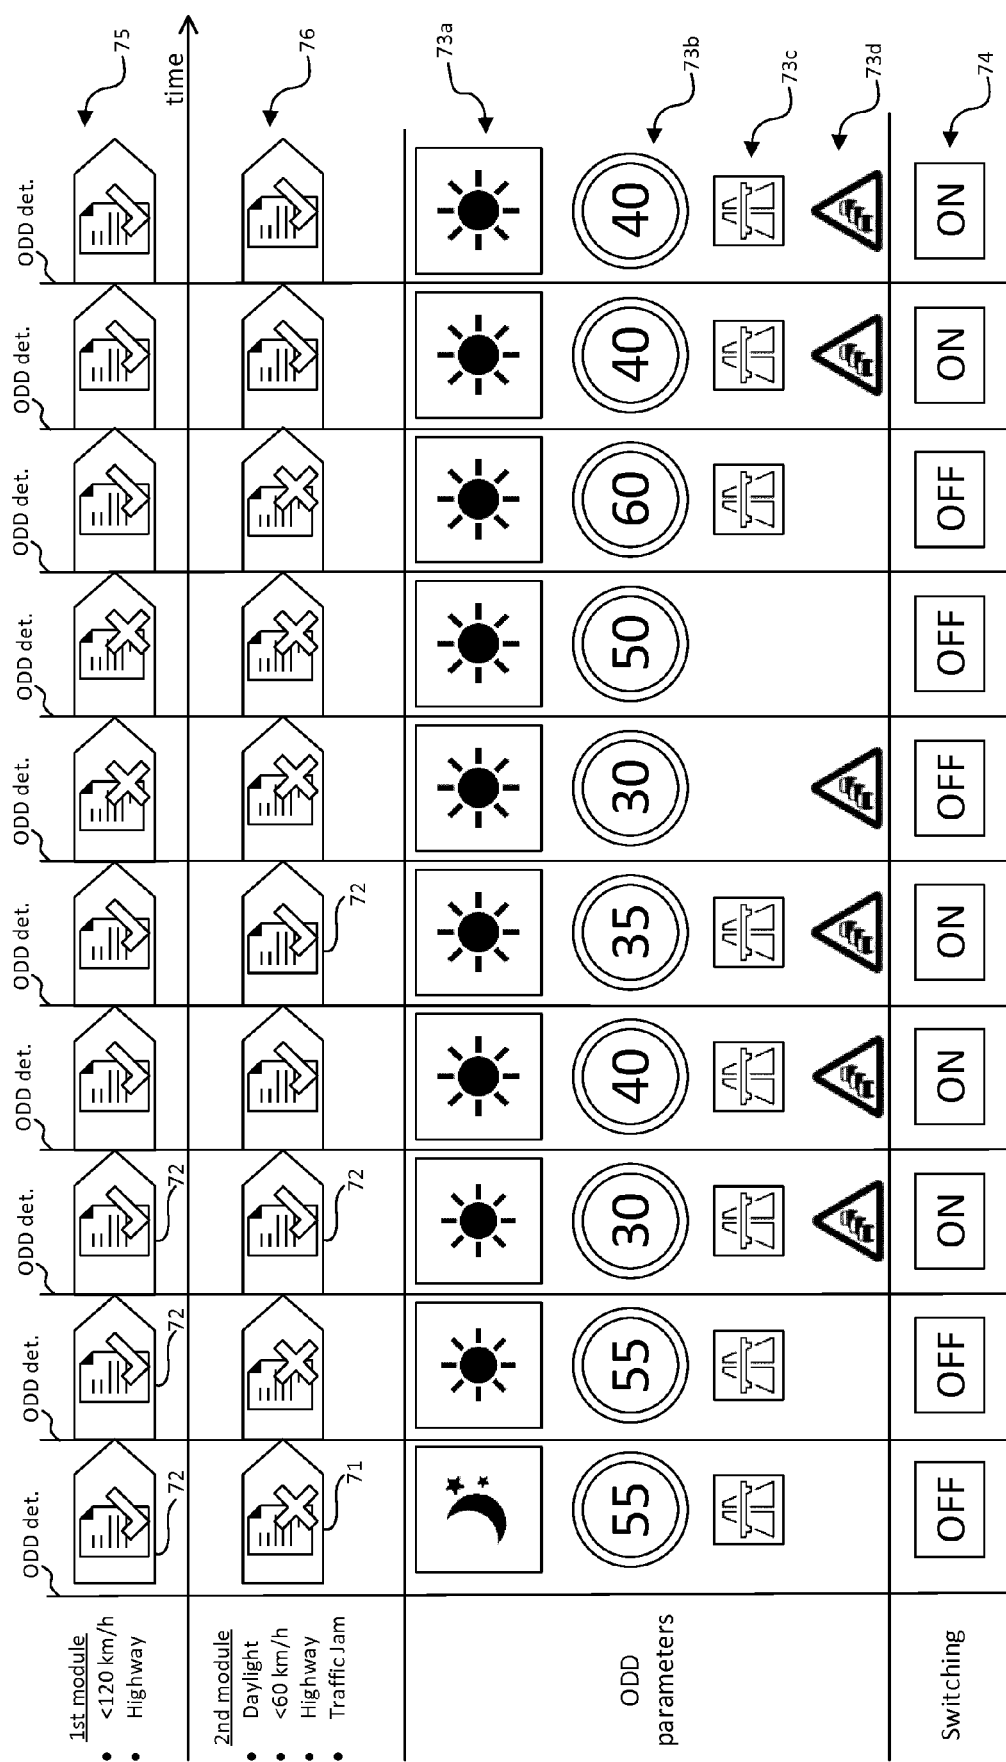 ODD det. ODD det. ODD det. ODD det. ODD det. ODD det. ODD det. ODD det. ODD det. ODD det.
1st module
• <120 km/h
• Highway
72 72 72
75
time
2nd module
• Daylight
• <60 km/h
• Highway
• Traffic Jam
71 72 72
76
ODD
parameters
73a
55 55 30 40 35 30 50 60 40 40
73b
73c
73d
Switching
OFF OFF ON ON ON OFF OFF OFF ON ON
74